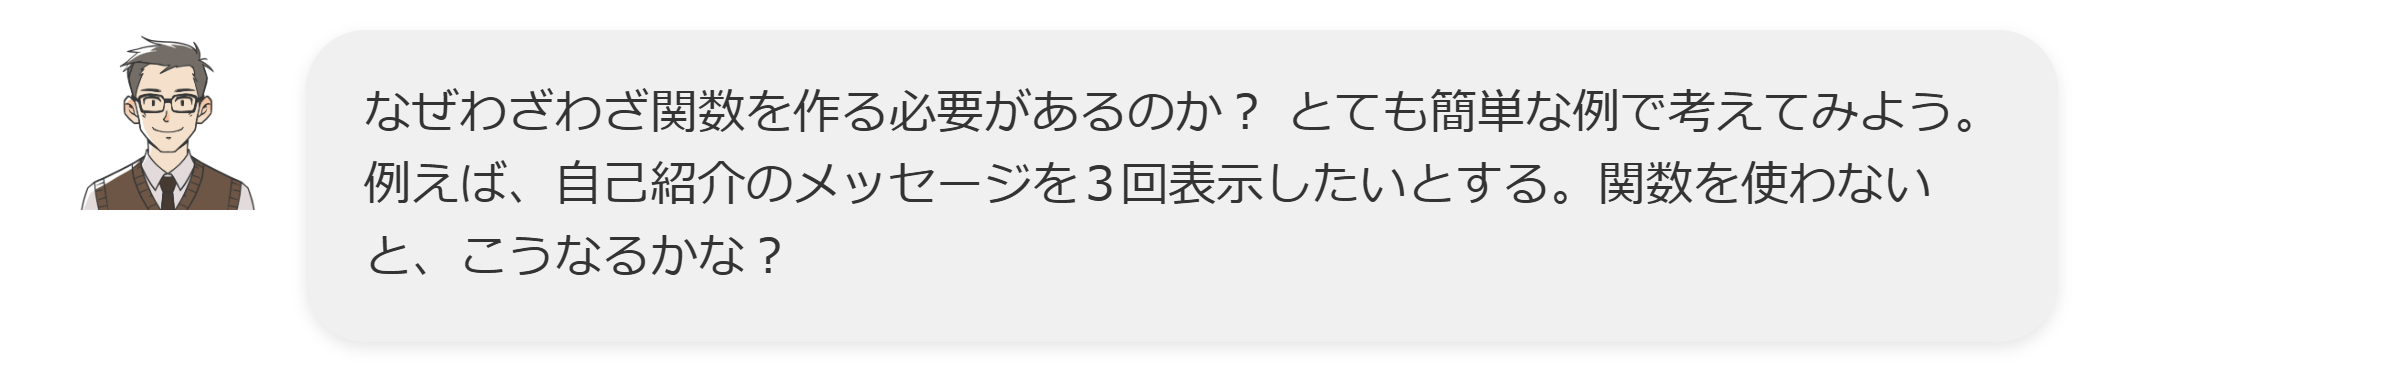 なぜわざわざ関数を作る必要があるのか？ とても簡単な例で考えてみよう。
例えば、自己紹介のメッセージを３回表示したいとする。関数を使わない
と、こうなるかな？